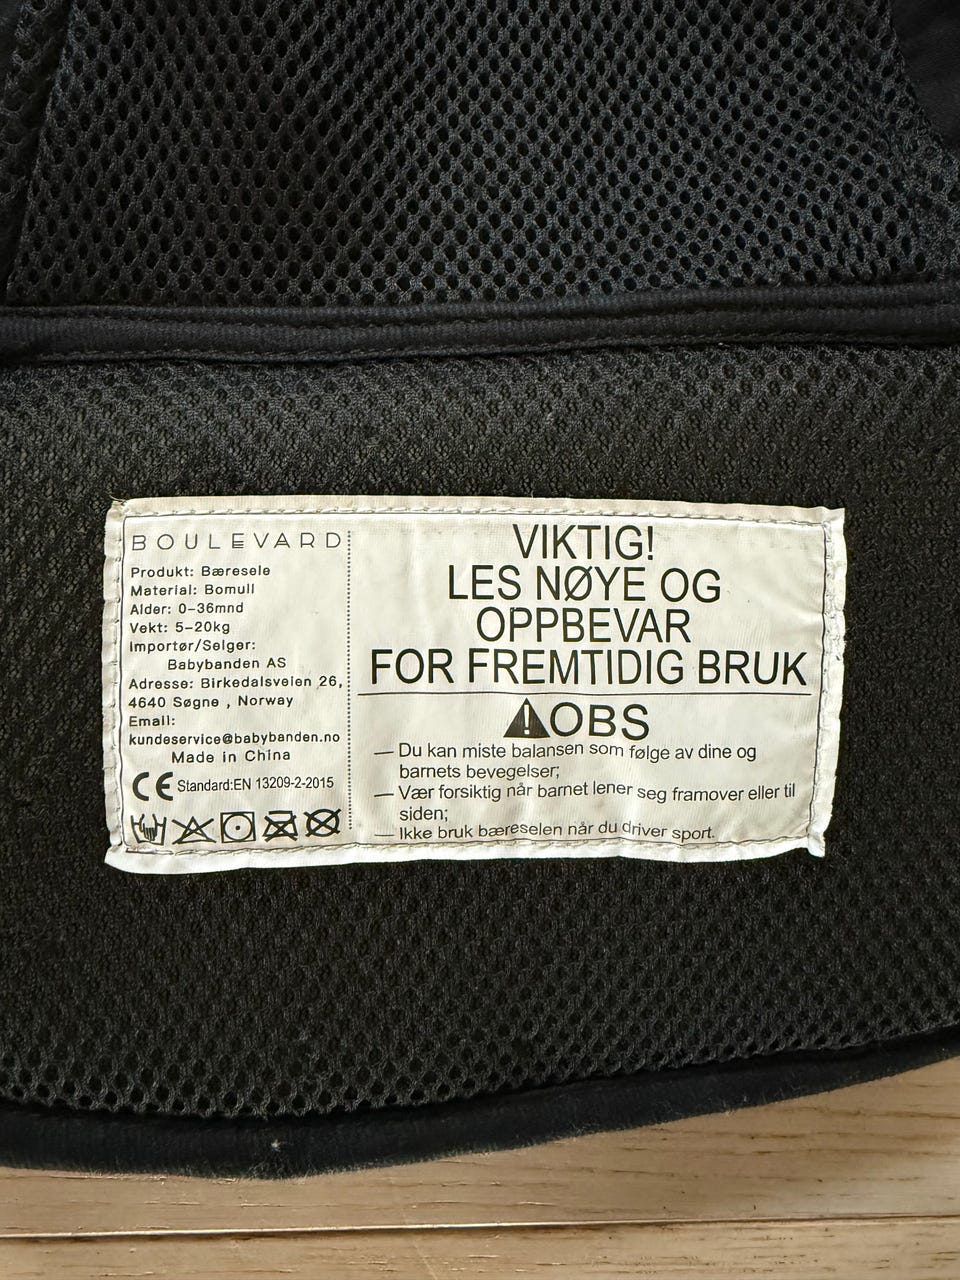 BOULEVARD
Produkt: Bæresele
Material: Bomull
Alder: 0-36mnd
Vekt: 5-20kg
Importør/Selger:
Babybanden AS
Adresse: Birkedalsveien 26,
4640 Søgne , Norway
Email:
kundeservice@babybanden.no
Made in China
CE Standard:EN 13209-2-2015
VIKTIG!
LES NØYE OG
OPPBEVAR
FOR FREMTIDIG BRUK
OBS
— Du kan miste balansen som følge av dine og
barnets bevegelser;
— Vær forsiktig når barnet lener seg framover eller til
siden;
— Ikke bruk bæreselen når du driver sport.